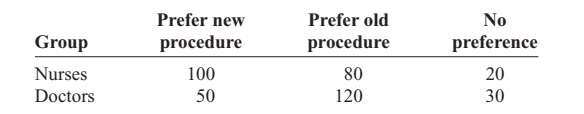 Prefer new Prefer old No
Group procedure procedure preference
Nurses 100 80 20
Doctors 50 120 30